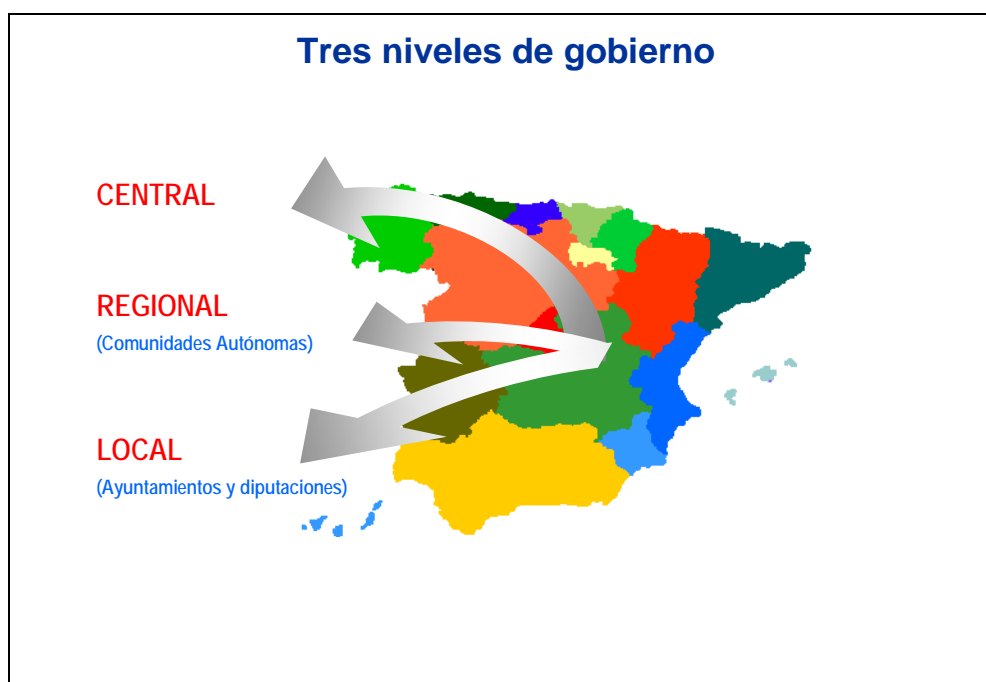 Tres niveles de gobierno
CENTRAL
REGIONAL
(Comunidades Autónomas)
LOCAL
(Ayuntamientos y diputaciones)